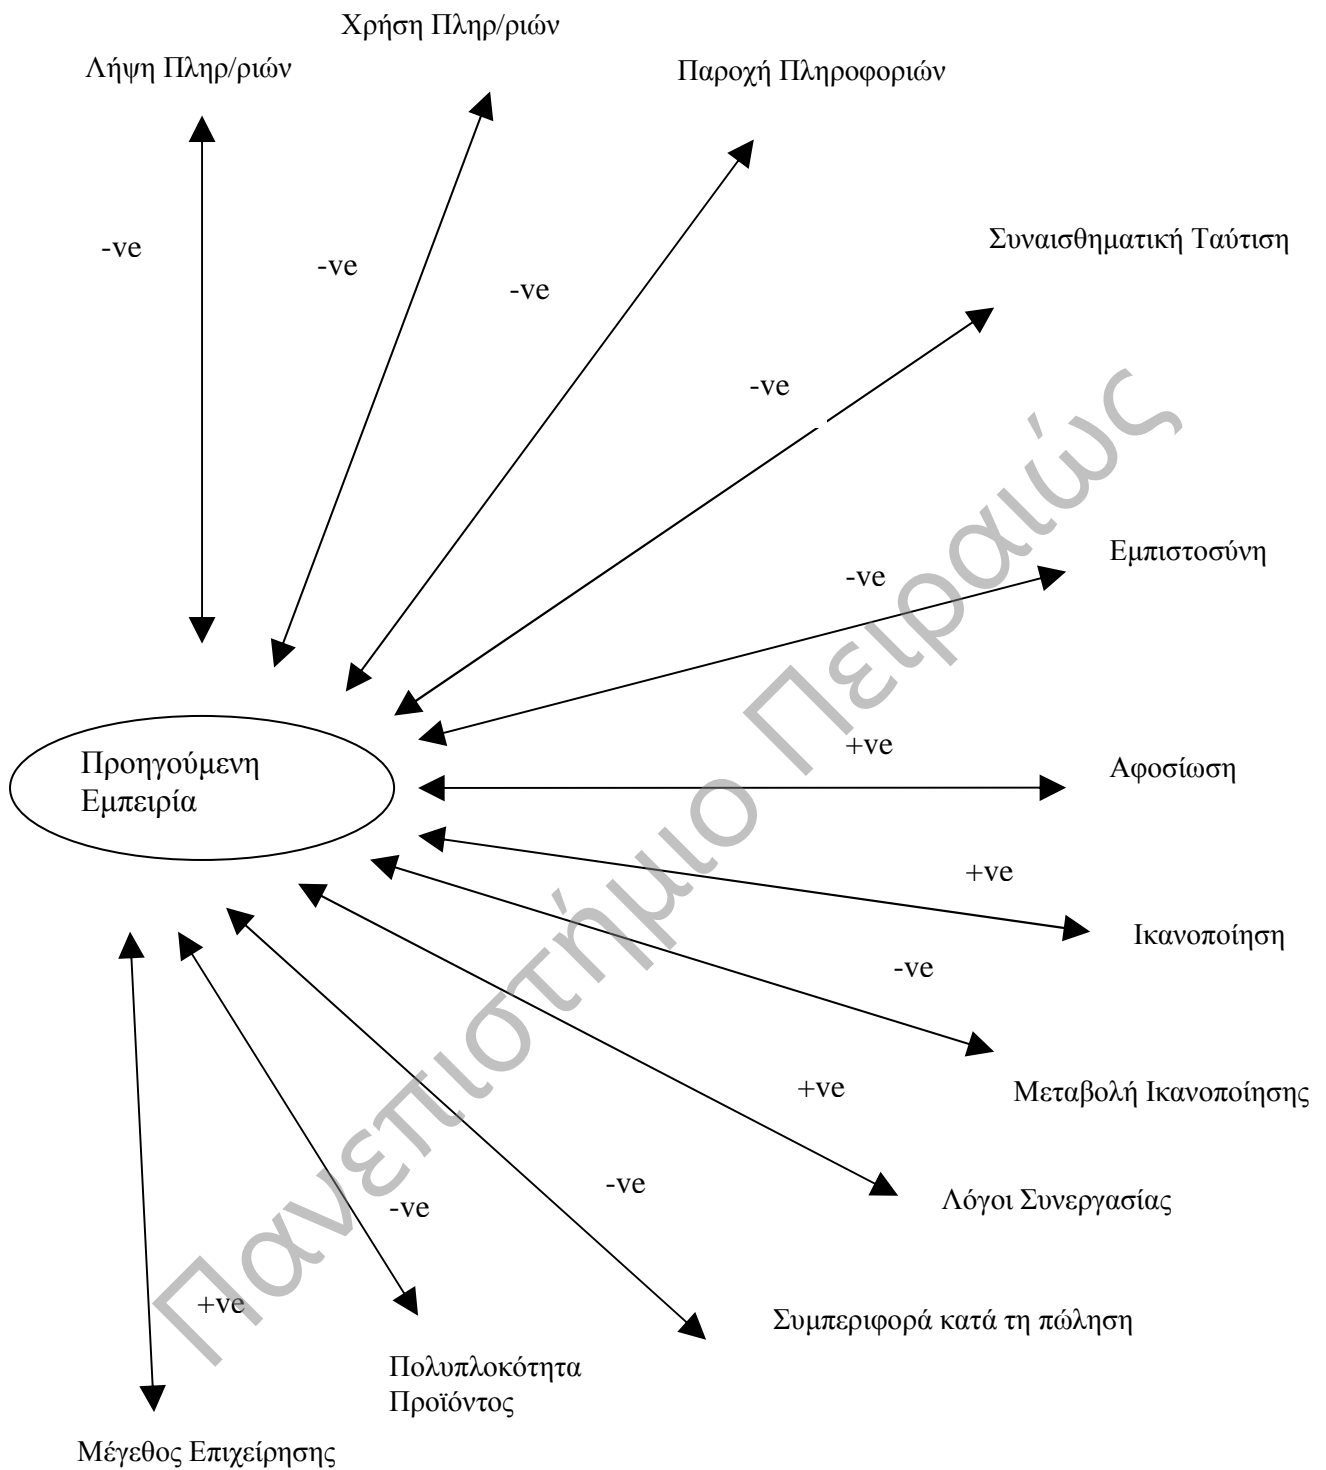 Χρήση Πληρ/ριών
Λήψη Πληρ/ριών
Παροχή Πληροφοριών
-ve
-ve
-ve
Συναισθηματική Ταύτιση
-ve
Εμπιστοσύνη
-ve
+ve
Αφοσίωση
Προηγούμενη
Εμπειρία
+ve
Ικανοποίηση
-ve
+ve
Μεταβολή Ικανοποίησης
-ve
Λόγοι Συνεργασίας
-ve
+ve
Συμπεριφορά κατά τη πώληση
Πολυπλοκότητα
Προϊόντος
Μέγεθος Επιχείρησης
Πανεπιστήμιο Πειραιώς